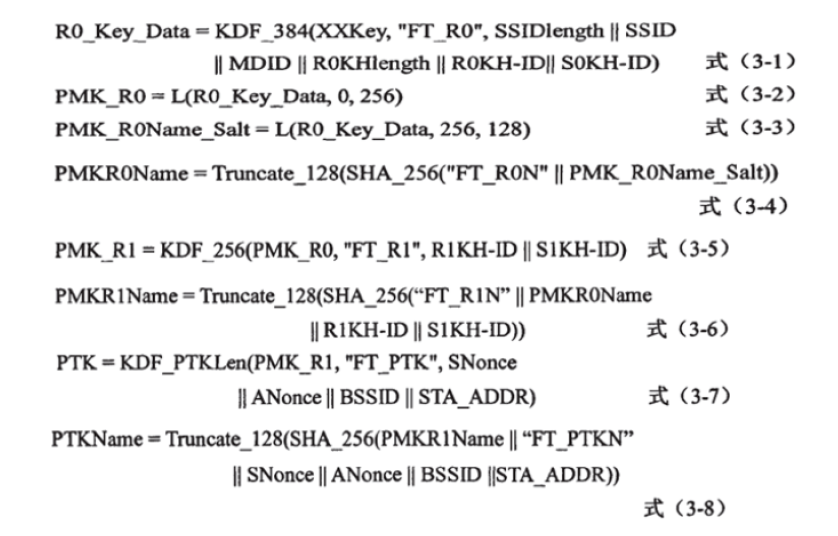 R0_Key_Data = KDF_384(XXKey, "FT_R0", SSIDlength || SSID
|| MDID || R0KHlength || R0KH-ID|| S0KH-ID) 式（3-1）
PMK_R0 = L(R0_Key_Data, 0, 256) 式（3-2）
PMK_R0Name_Salt = L(R0_Key_Data, 256, 128) 式（3-3）
PMKR0Name = Truncate_128(SHA_256("FT_R0N" || PMK_R0Name_Salt))
式（3-4）
PMK_R1 = KDF_256(PMK_R0, "FT_R1", R1KH-ID || S1KH-ID) 式（3-5）
PMKR1Name = Truncate_128(SHA_256(“FT_R1N” || PMKR0Name
|| R1KH-ID || S1KH-ID)) 式（3-6）
PTK = KDF_PTKLen(PMK_R1, "FT_PTK", SNonce
|| ANonce || BSSID || STA_ADDR) 式（3-7）
PTKName = Truncate_128(SHA_256(PMKR1Name || “FT_PTKN”
|| SNonce || ANonce || BSSID ||STA_ADDR))
式（3-8）